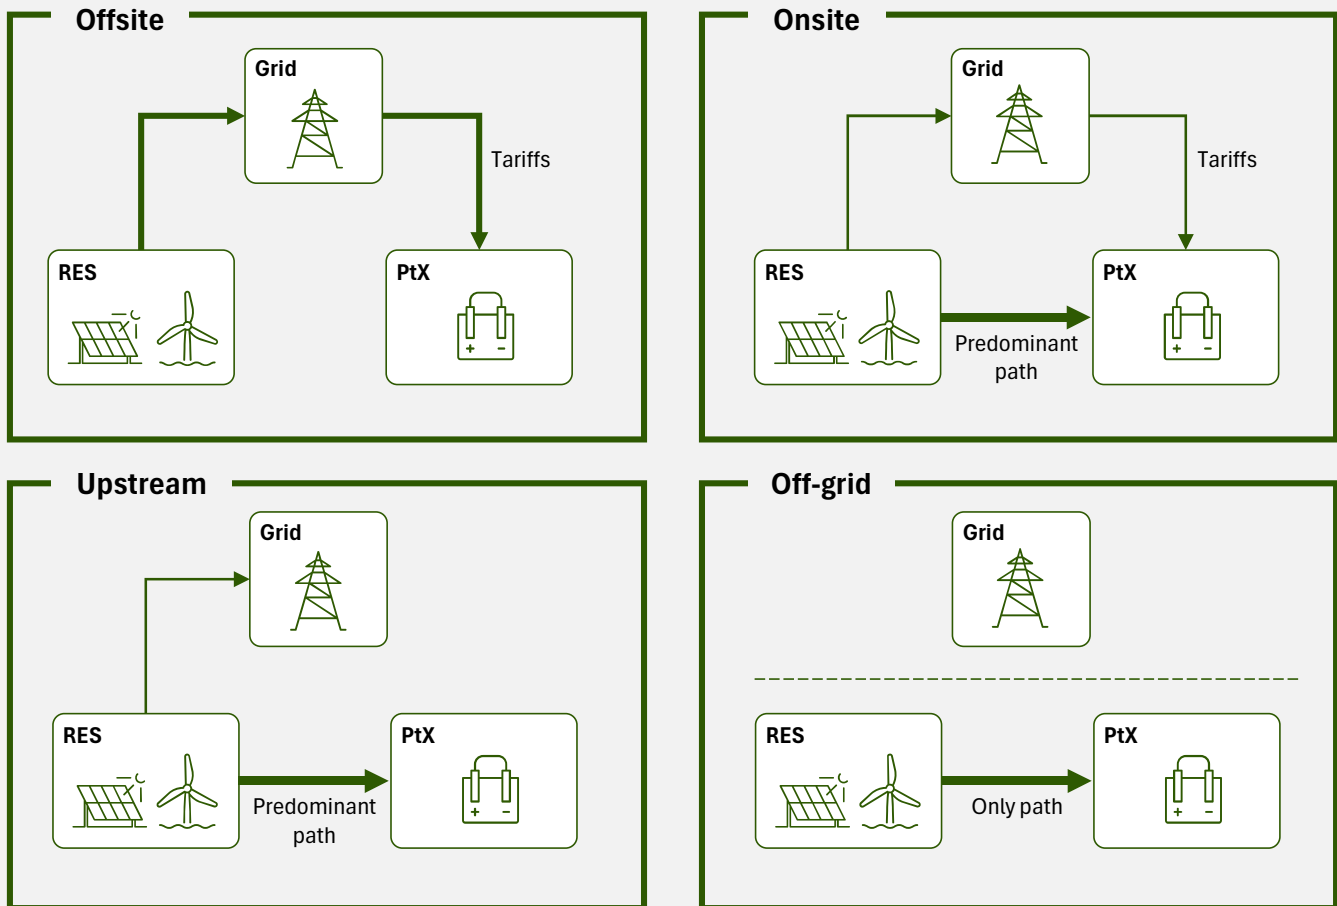 Offsite
Grid
Tariffs
RES
PtX
+ −
Onsite
Grid
Tariffs
RES
PtX
Predominant
path
+ −
Upstream
Grid
RES
PtX
Predominant
path
+ −
Off-grid
Grid
RES
PtX
Only path
+ −